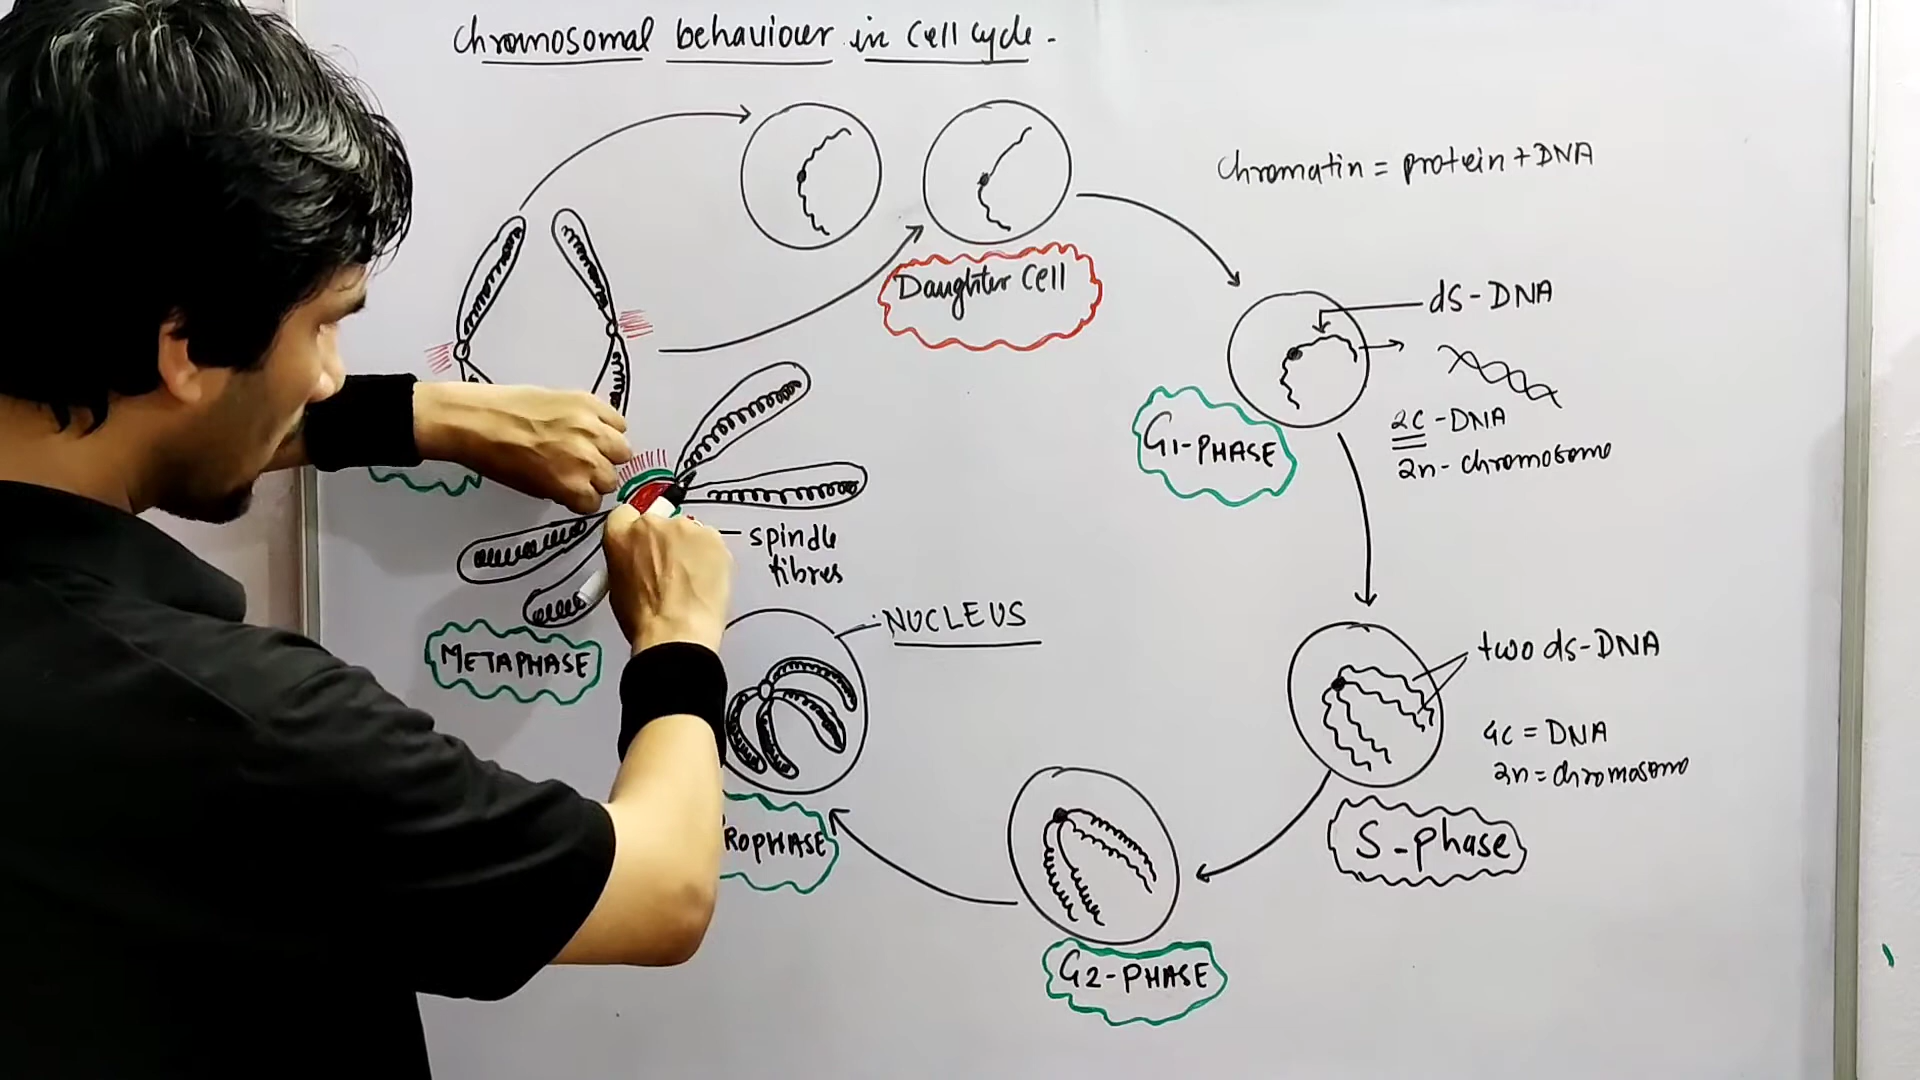 Chromosomal behaviour in cell cycle -
chromatin = protein + DNA
Daughter cell
ds-DNA
G1-PHASE
2C-DNA
2n-chromosome
spindle
fibres
NUCLEUS
METAPHASE
two ds-DNA
4C = DNA
2n = chromosome
ROPHASE
S-phase
G2-PHASE